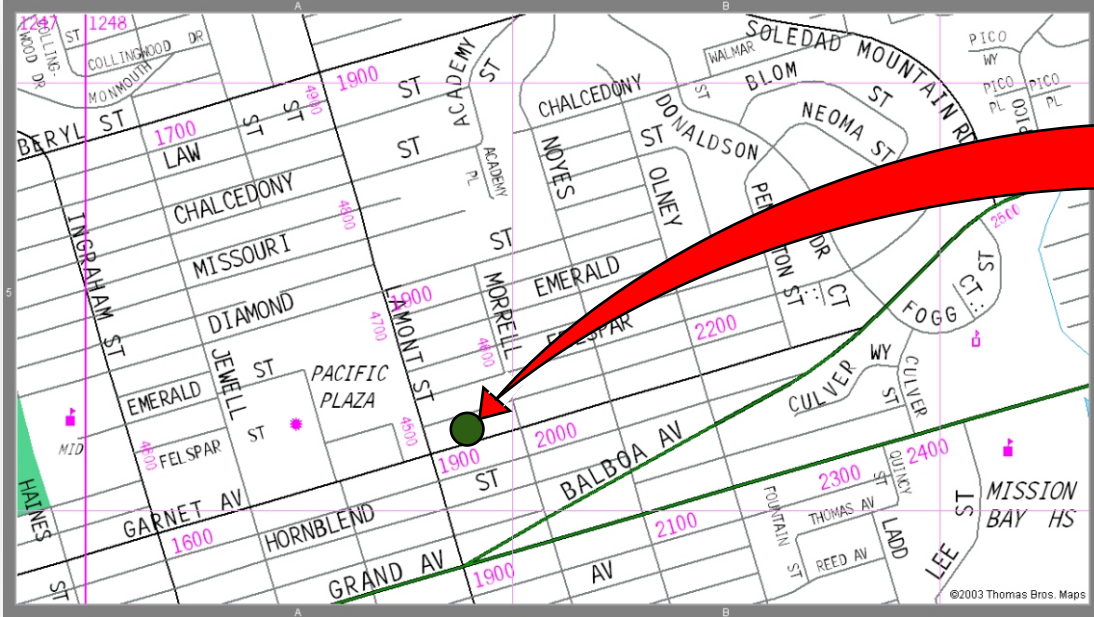 A
B
1247
1248
COLLING-
WOOD DR
ST
COLLINGWOOD DR
MONMOUTH
BERYL ST
1700
1900
4900
ST
ST
ST
ACADEMY
ST
WALMAR
ST
SOLEDAD MOUNTAIN RD
PICO
WY
PICO
PL
PICO
PL
PICO
BLOM
ST
NEOMA ST
CHALCEDONY
ST
DONALDSON
DR
LAW
ST
ACADEMY
PL
NOYES
OLNEY
CHALCEDONY
4800
MISSOURI
ST
2500
INGRAHAM ST
EMERALD
ST
CT
FOGG
CT
ST
5
5
DIAMOND
1900
LAMONT ST
MORRELL
4700
4600
2200
JEWELL
ST
PACIFIC
PLAZA
WY
CULVER
CULVER
ST
EMERALD
ST
MID
FELSPAR
4500
1900
2000
BALBOA AV
ST
2400
2300
QUINCY
ST
HAINES
ST
GARNET AV
1600
HORNBLEND
2100
FOUNTAIN
ST
THOMAS AV
LADD
LEE
ST
MISSION
BAY HS
GRAND AV
1900
AV
REED AV
©2003 Thomas Bros. Maps
A
B